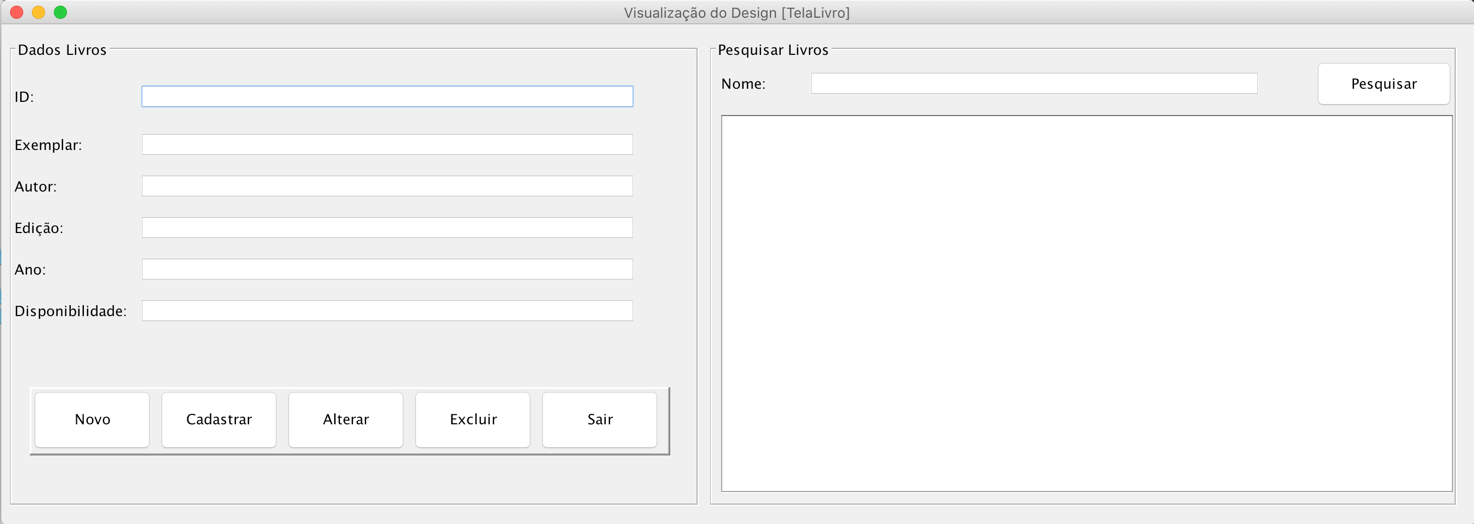 Visualização do Design [TelaLivro]
Dados Livros
ID:
Exemplar:
Autor:
Edição:
Ano:
Disponibilidade:
Novo Cadastrar Alterar Excluir Sair
Pesquisar Livros
Nome: Pesquisar